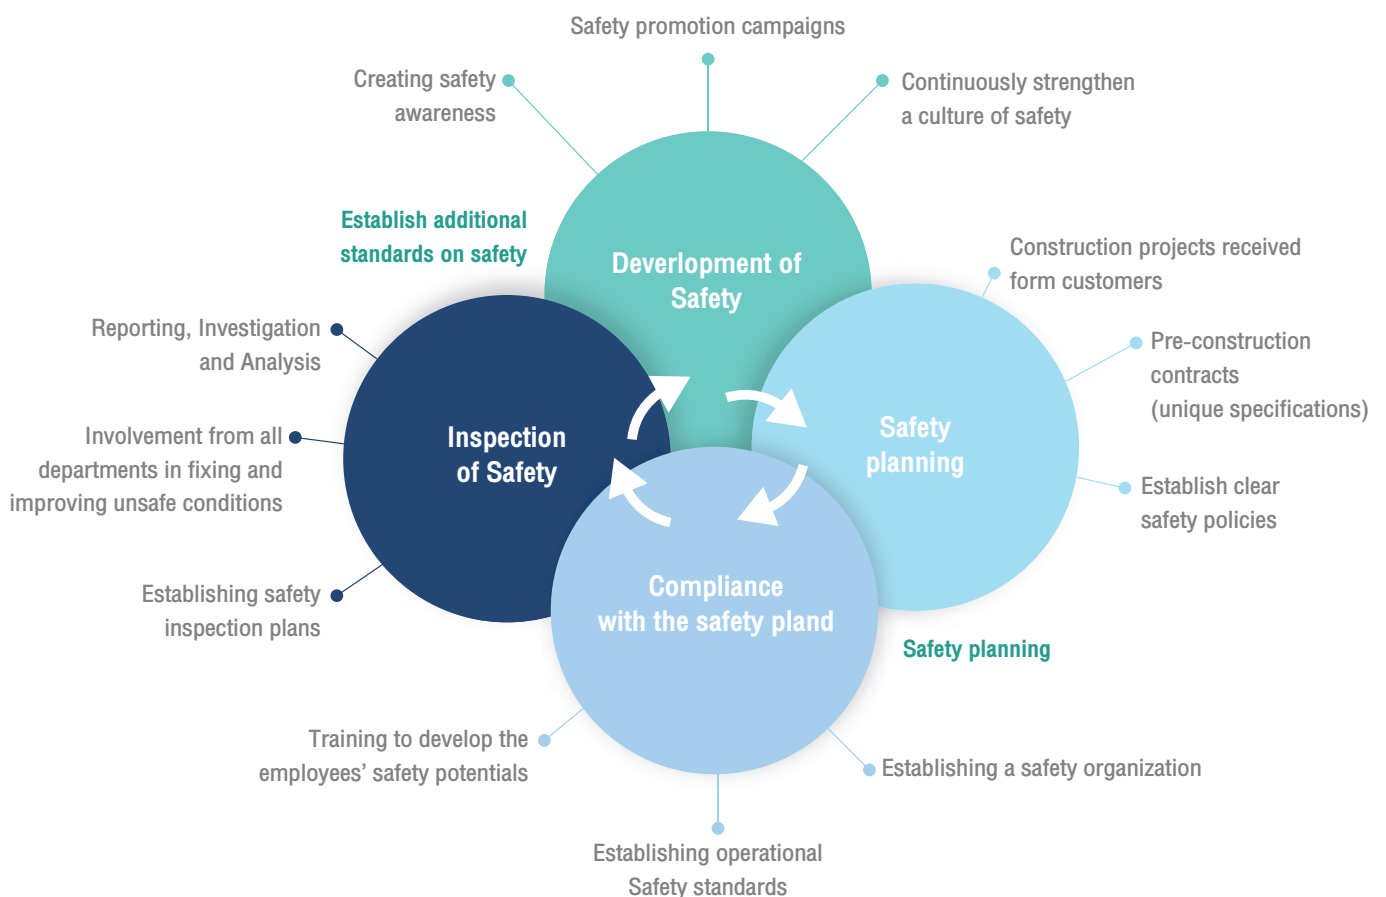 Safety promotion campaigns
Creating safety
awareness
Continuously strengthen
a culture of safety
Establish additional
standards on safety
Deverlopment of
Safety
Construction projects received
form customers
Reporting, Investigation
and Analysis
Pre-construction
contracts
(unique specifications)
Inspection
of Safety
Safety
planning
Involvement from all
departments in fixing and
improving unsafe conditions
Establish clear
safety policies
Establishing safety
inspection plans
Compliance
with the safety pland
Safety planning
Training to develop the
employees’ safety potentials
Establishing a safety organization
Establishing operational
Safety standards